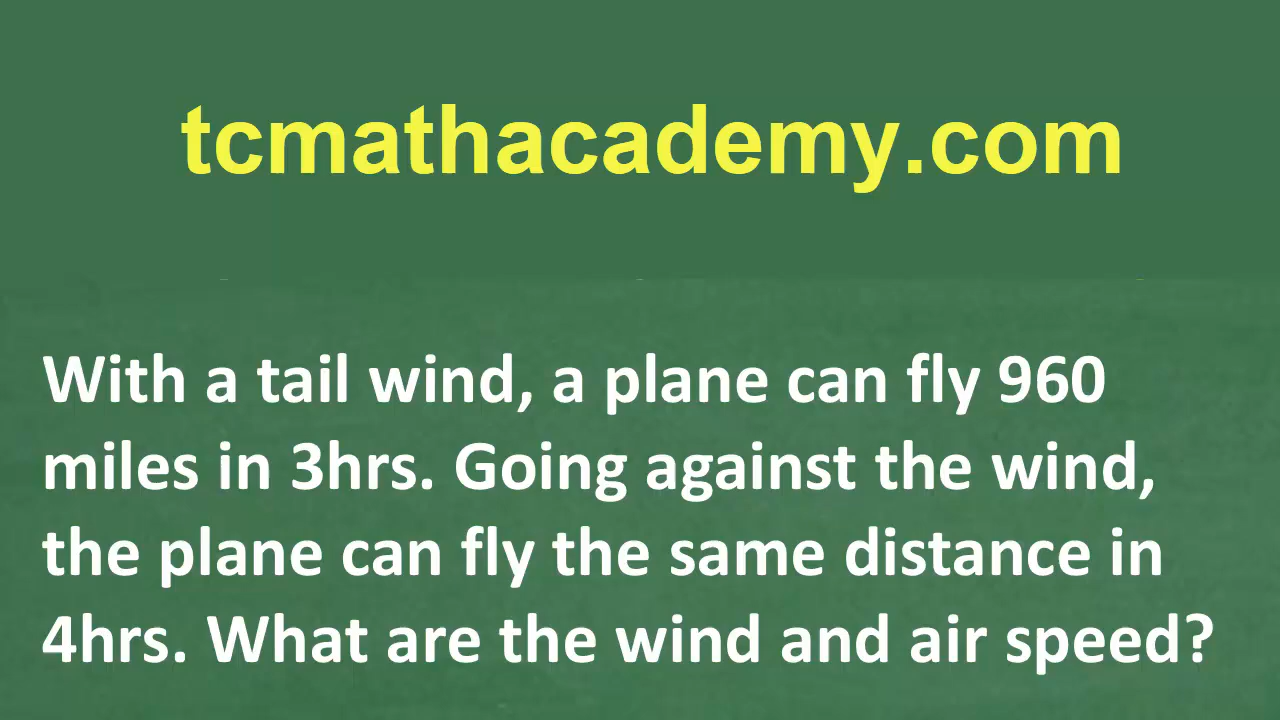 tcmathacademy.com
With a tail wind, a plane can fly 960
miles in 3hrs. Going against the wind,
the plane can fly the same distance in
4hrs. What are the wind and air speed?